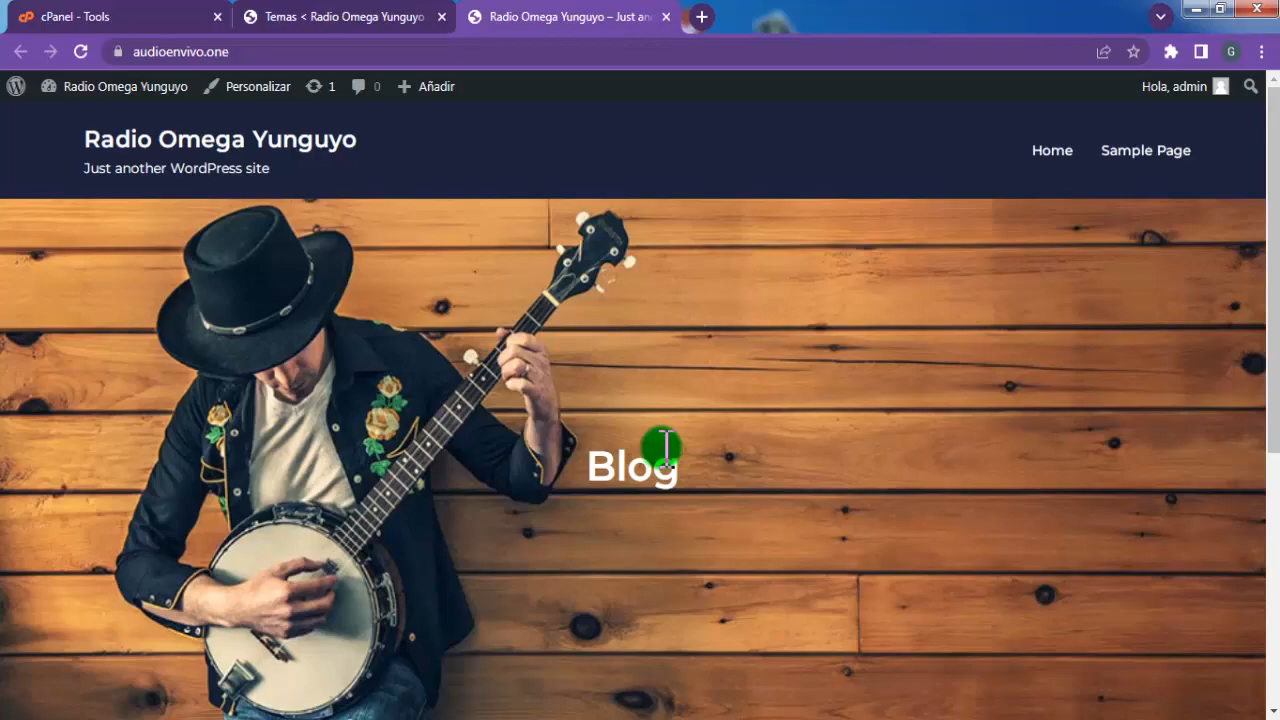 cPanel - Tools
Temas < Radio Omega Yunguyo
Radio Omega Yunguyo – Just an
audioenvivo.one
G
Radio Omega Yunguyo
Personalizar
1
0
Añadir
Hola, admin
Radio Omega Yunguyo
Just another WordPress site
Home
Sample Page
Blog